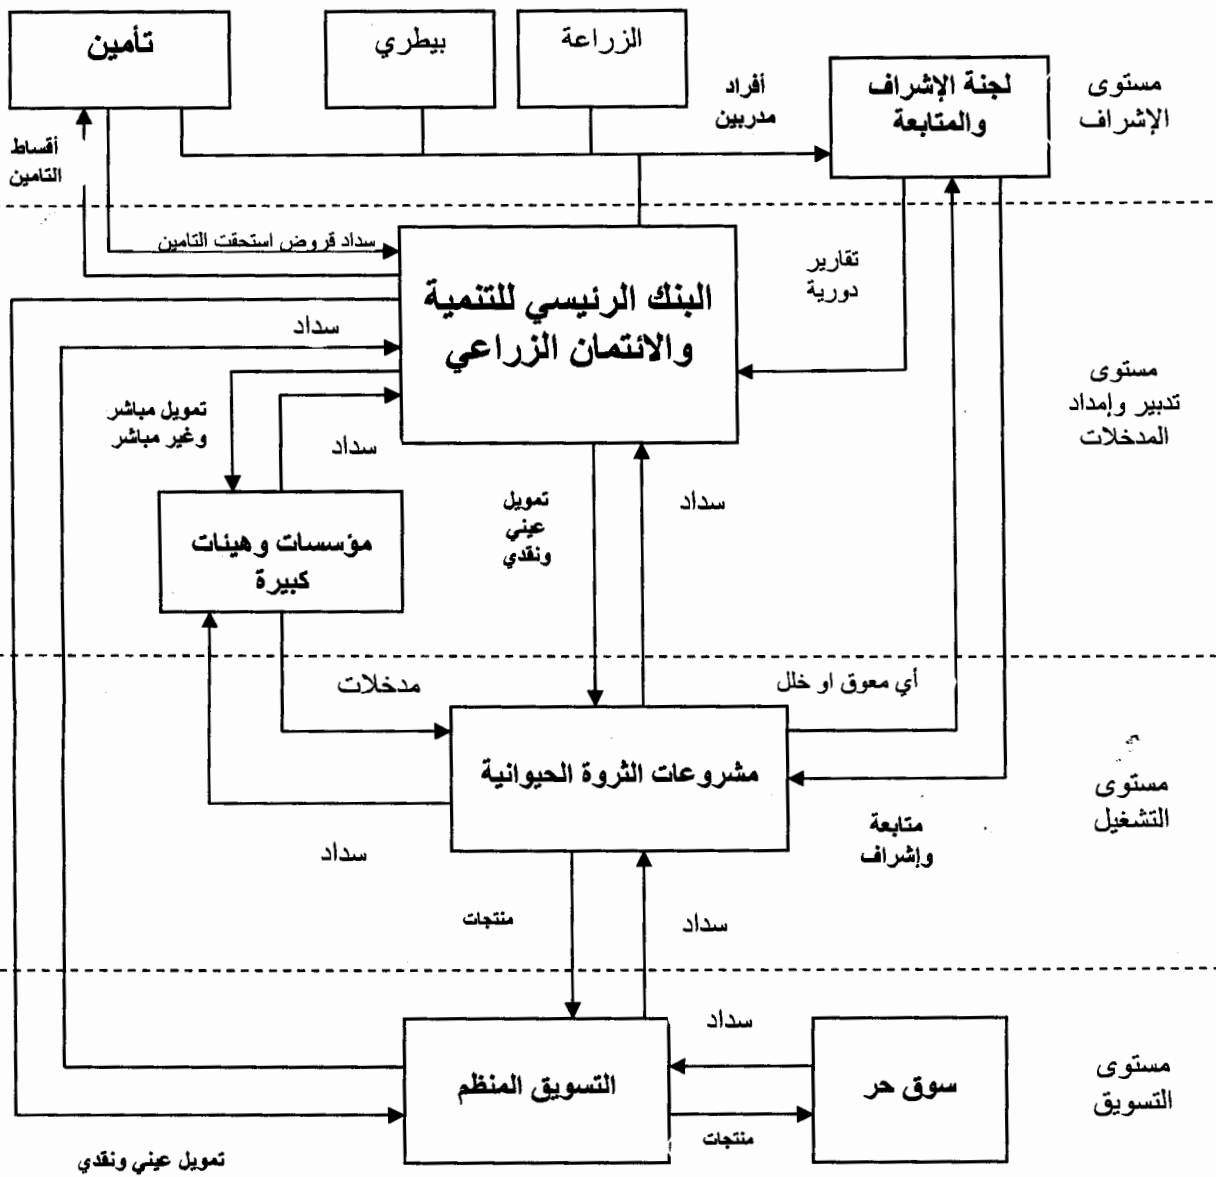 تأمين
بيطري
الزراعة
أفراد
مدربين
لجنة الإشراف
والمتابعة
مستوى
الإشراف
أقساط
التامين
سداد قروض استحقت التامين
البنك الرئيسي للتنمية
والائتمان الزراعي
تقارير
دورية
سداد
مستوى
تدبير وإمداد
المدخلات
تمويل مباشر
وغير مباشر
سداد
تمويل
عيني
ونقدي
سداد
مؤسسات وهيئات
كبيرة
مدخلات
أي معوق او خلل
مشروعات الثروة الحيوانية
مستوى
التشغيل
متابعة
وإشراف
سداد
منتجات
سداد
سداد
التسويق المنظم
سوق حر
مستوى
التسويق
منتجات
تمويل عيني ونقدي